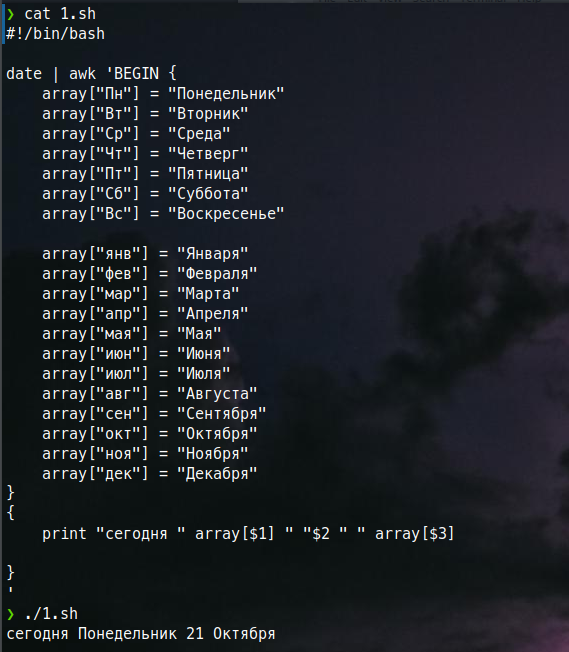 ❯ cat 1.sh
#!/bin/bash

date | awk 'BEGIN {
    array["Пн"] = "Понедельник"
    array["Вт"] = "Вторник"
    array["Ср"] = "Среда"
    array["Чт"] = "Четверг"
    array["Пт"] = "Пятница"
    array["Сб"] = "Суббота"
    array["Вс"] = "Воскресенье"

    array["янв"] = "Января"
    array["фев"] = "Февраля"
    array["мар"] = "Марта"
    array["апр"] = "Апреля"
    array["мая"] = "Мая"
    array["июн"] = "Июня"
    array["июл"] = "Июля"
    array["авг"] = "Августа"
    array["сен"] = "Сентября"
    array["окт"] = "Октября"
    array["ноя"] = "Ноября"
    array["дек"] = "Декабря"
}
{
    print "сегодня " array[$1] " "$2 " " array[$3]

}
'
❯ ./1.sh
сегодня Понедельник 21 Октября